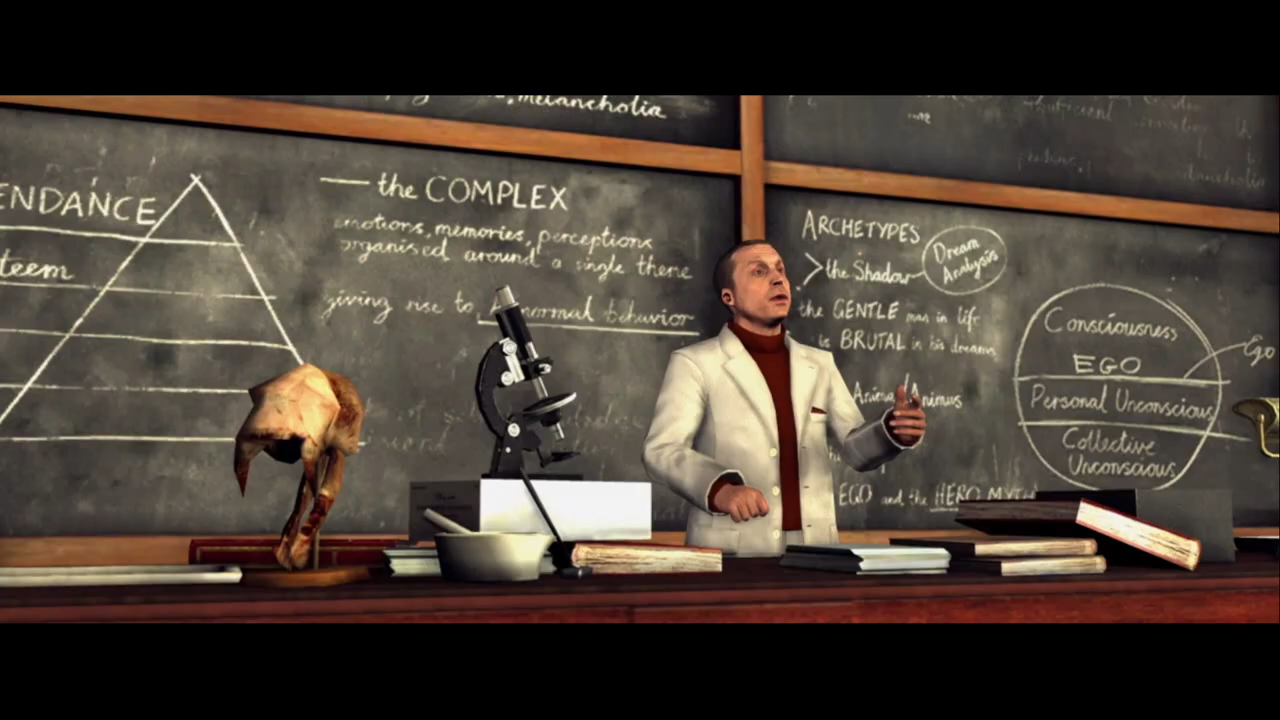 melancholia
ENDANCE
teem
— the COMPLEX
emotions, memories, perceptions
organised around a single theme
giving rise to abnormal behavior
ARCHETYPES
> the Shadow
Dream
Analysis
the GENTLE man in life
is BRUTAL in his dreams
Anima/Animus
EGO and the HERO MYTH
Consciousness
EGO
Ego
Personal Unconscious
Collective
Unconscious